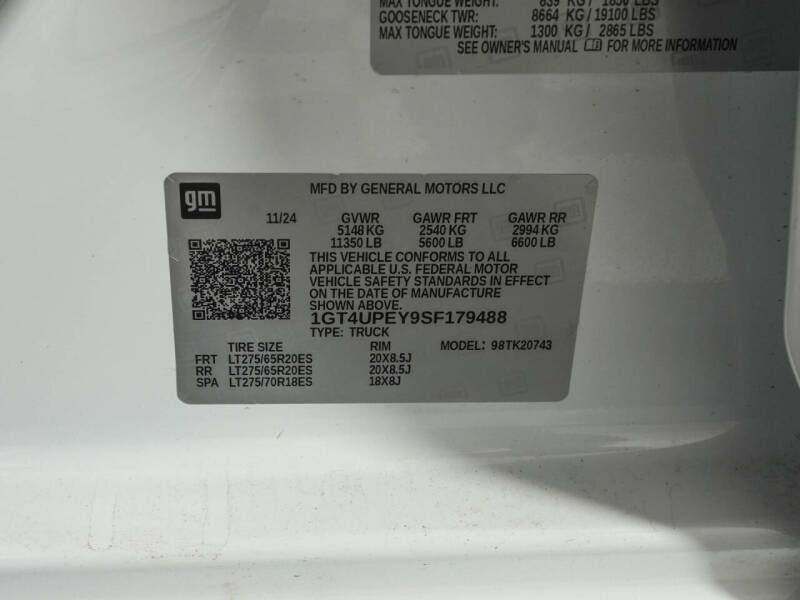 MAX TONGUE WEIGHT: 839 KG / 1850 LBS
GOOSENECK TWR: 8664 KG / 19100 LBS
MAX TONGUE WEIGHT: 1300 KG / 2865 LBS
SEE OWNER'S MANUAL FOR MORE INFORMATION
gm
MFD BY GENERAL MOTORS LLC
11/24 GVWR GAWR FRT GAWR RR
5148 KG 2540 KG 2994 KG
11350 LB 5600 LB 6600 LB
THIS VEHICLE CONFORMS TO ALL
APPLICABLE U.S. FEDERAL MOTOR
VEHICLE SAFETY STANDARDS IN EFFECT
ON THE DATE OF MANUFACTURE
SHOWN ABOVE.
1GT4UPEY9SF179488
TYPE: TRUCK
TIRE SIZE RIM MODEL: 98TK20743
FRT LT275/65R20ES 20X8.5J
RR LT275/65R20ES 20X8.5J
SPA LT275/70R18ES 18X8J